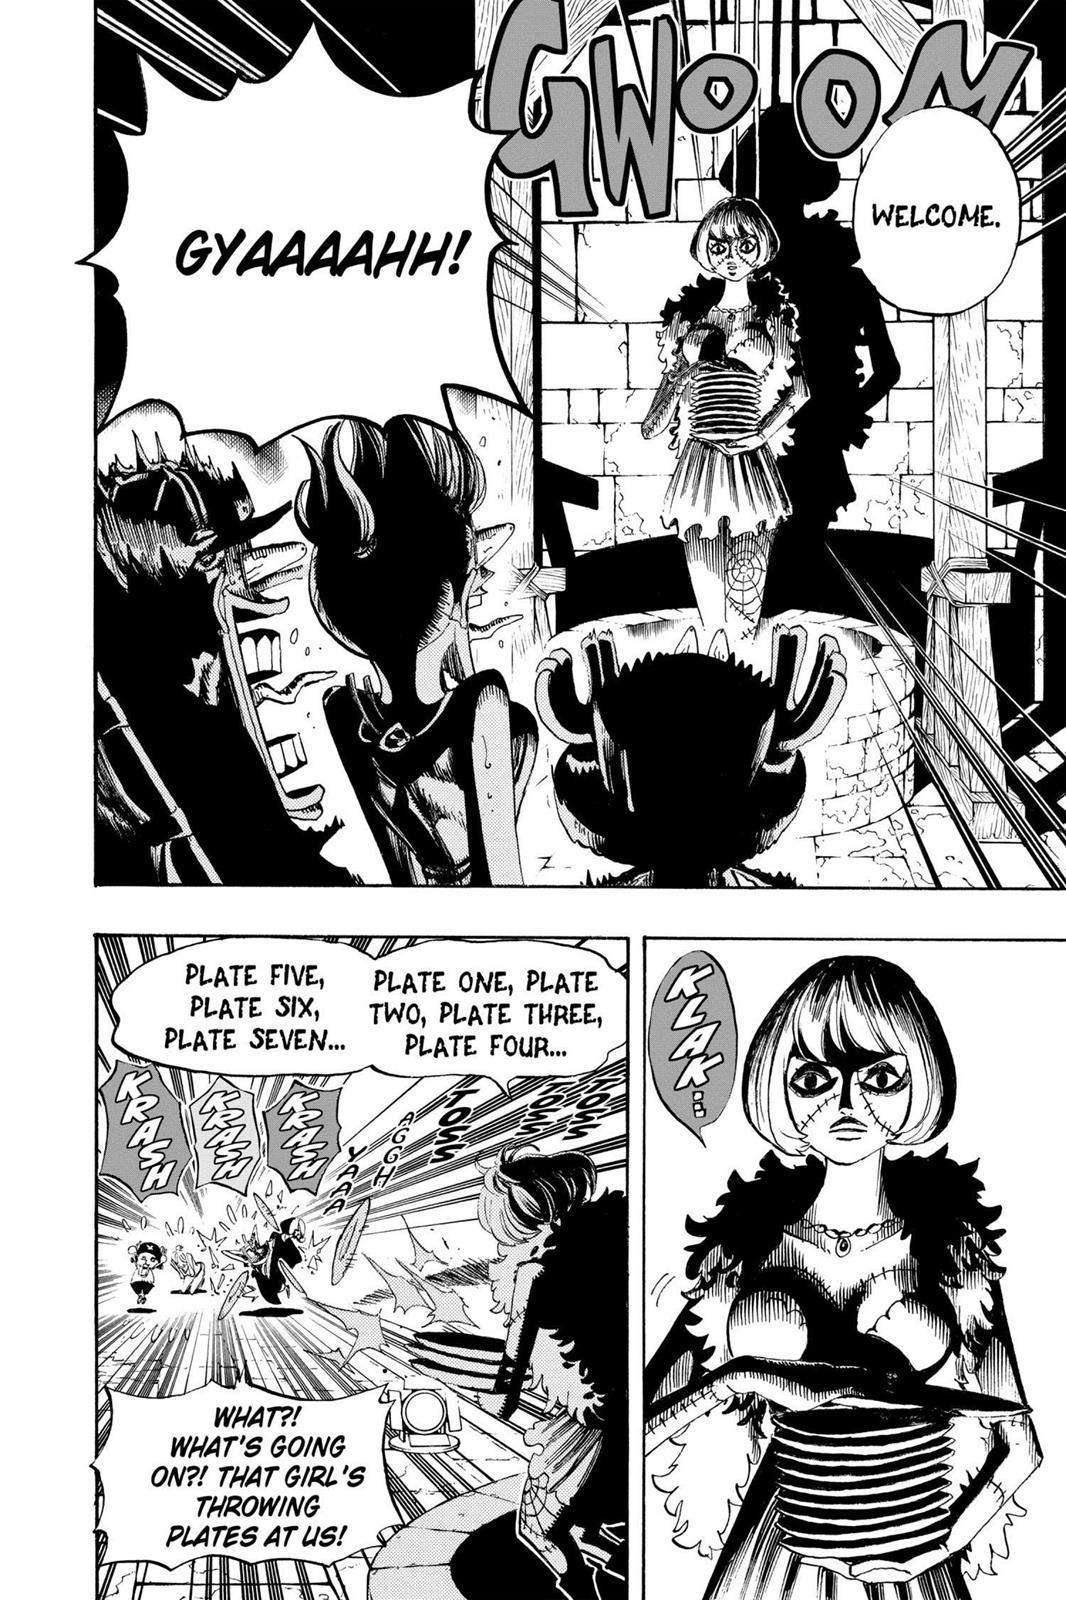 GWOOM
WELCOME.
GYAAAAHH!
KLAK...
PLATE ONE, PLATE
TWO, PLATE THREE,
PLATE FOUR...
PLATE FIVE,
PLATE SIX,
PLATE SEVEN...
TOSS
TOSS
TOSS
AGGH
YAAA
KRASH
KRASH
KRASH
WHAT?!
WHAT'S GOING
ON?! THAT GIRL'S
THROWING
PLATES AT US!